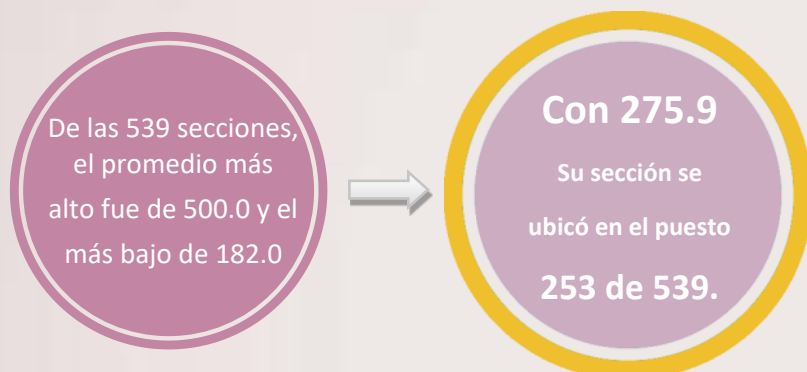 De las 539 secciones,
el promedio más
alto fue de 500.0 y el
más bajo de 182.0
Con 275.9
Su sección se
ubicó en el puesto
253 de 539.